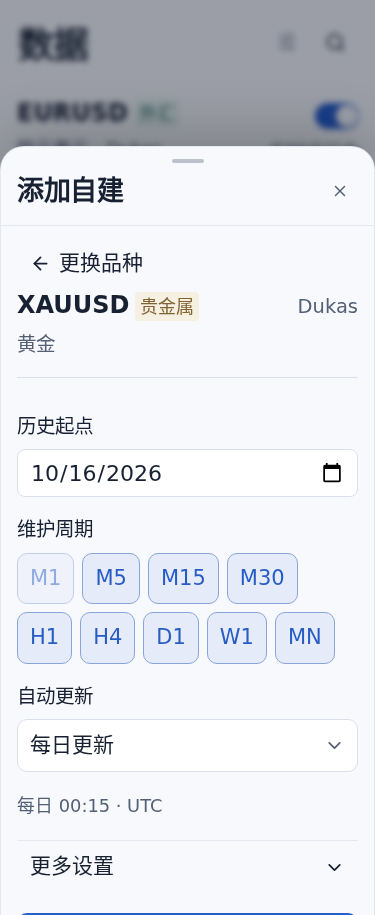 数据
EURUSD 外汇
添加自建
更换品种
XAUUSD 贵金属 Dukas
黄金
历史起点
10/16/2026
维护周期
M1 M5 M15 M30
H1 H4 D1 W1 MN
自动更新
每日更新
每日 00:15 · UTC
更多设置